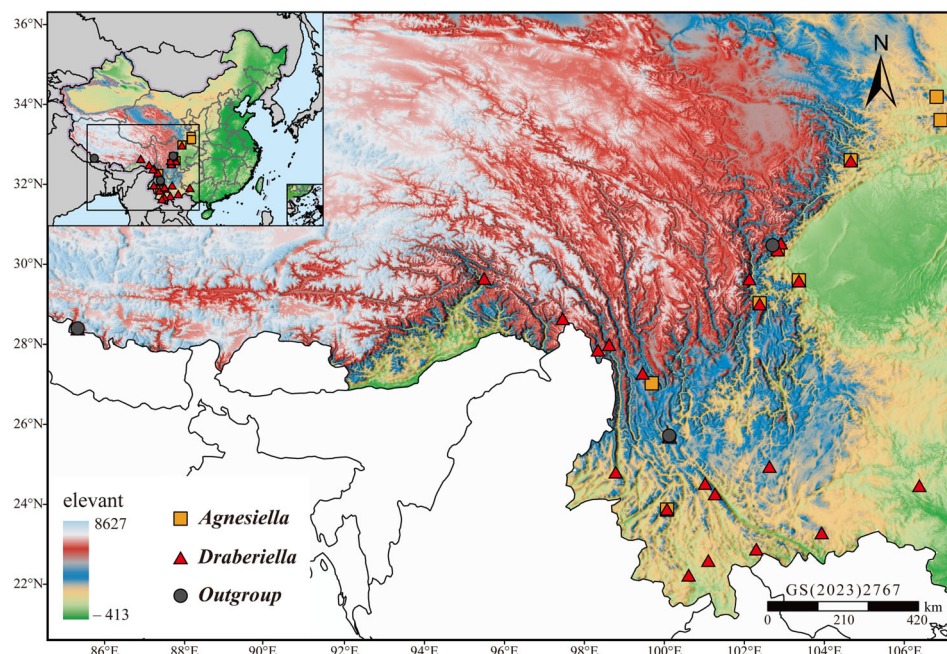 36°N
34°N
32°N
30°N
28°N
26°N
24°N
22°N
N
elevant
8627
–413
Agnesiella
Draberiella
Outgroup
GS(2023)2767
0 210 420 km
86°E 88°E 90°E 92°E 94°E 96°E 98°E 100°E 102°E 104°E 106°E